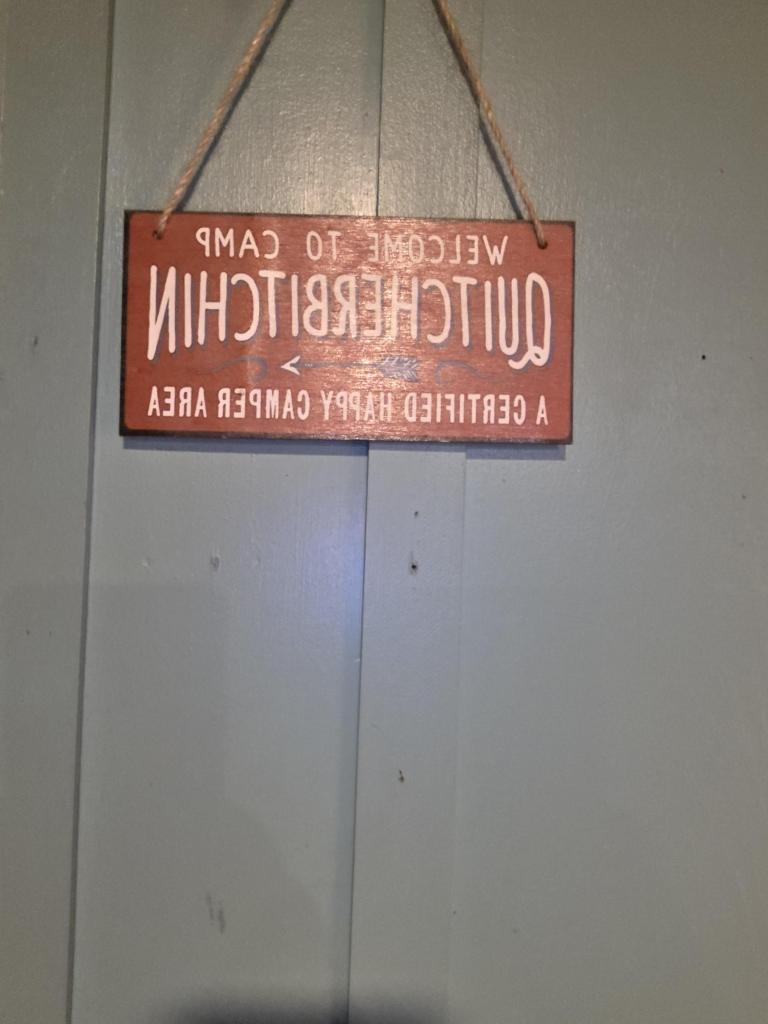 WELCOME TO CAMP
QUITCHERBITCHIN
A CERTIFIED HAPPY CAMPER AREA